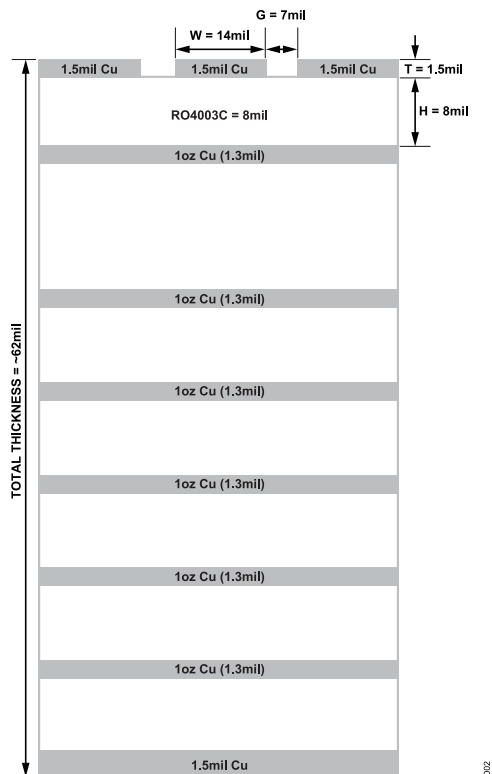 G = 7mil
W = 14mil
1.5mil Cu 1.5mil Cu 1.5mil Cu T = 1.5mil
RO4003C = 8mil H = 8mil
1oz Cu (1.3mil)
1oz Cu (1.3mil)
1oz Cu (1.3mil)
1oz Cu (1.3mil)
1oz Cu (1.3mil)
1oz Cu (1.3mil)
1.5mil Cu
TOTAL THICKNESS = ~62mil
002